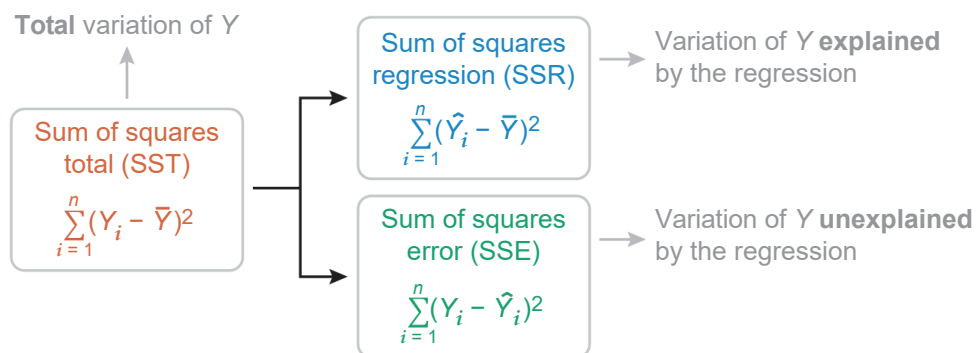 Total variation of Y
Sum of squares
total (SST)
n
∑(Yᵢ − Ȳ)²
i = 1
Sum of squares
regression (SSR)
n
∑(Ŷᵢ − Ȳ)²
i = 1
Variation of Y explained
by the regression
Sum of squares
error (SSE)
n
∑(Yᵢ − Ŷᵢ)²
i = 1
Variation of Y unexplained
by the regression